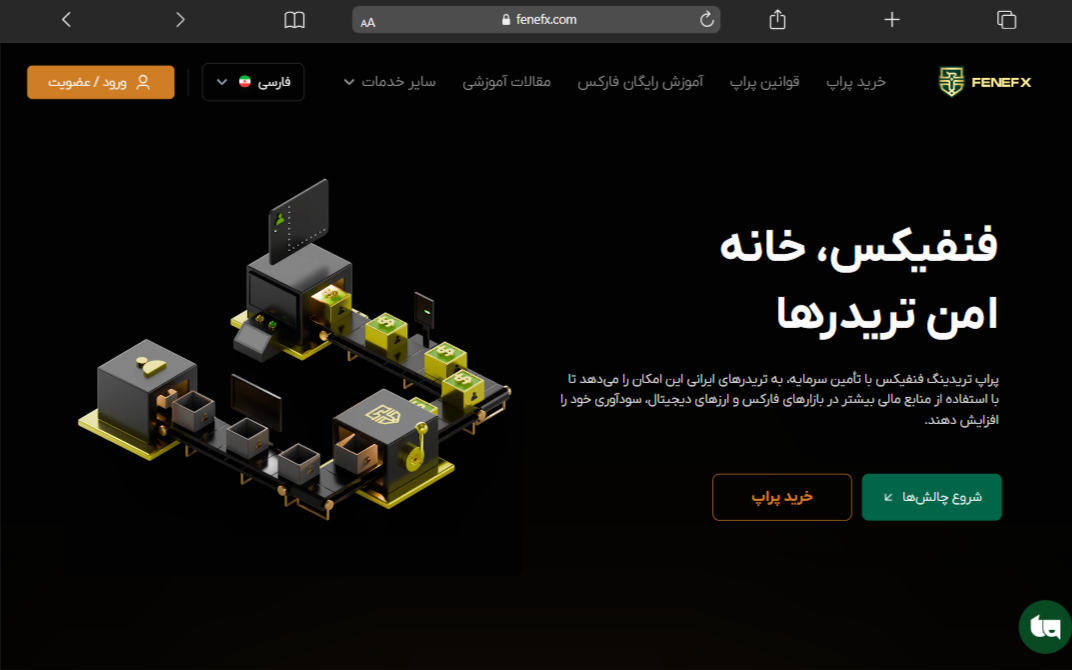 AA
fenefx.com
FENEFX
خرید پراپ
قوانین پراپ
آموزش رایگان فارکس
مقالات آموزشی
سایر خدمات
فارسی
ورود / عضویت
فنفیکس، خانه
امن تریدرها
پراپ تریدینگ فنفیکس با تأمین سرمایه، به تریدرهای ایرانی این امکان را می‌دهد تا
با استفاده از منابع مالی بیشتر در بازارهای فارکس و ارزهای دیجیتال، سودآوری خود را
افزایش دهند.
شروع چالش‌ها
خرید پراپ